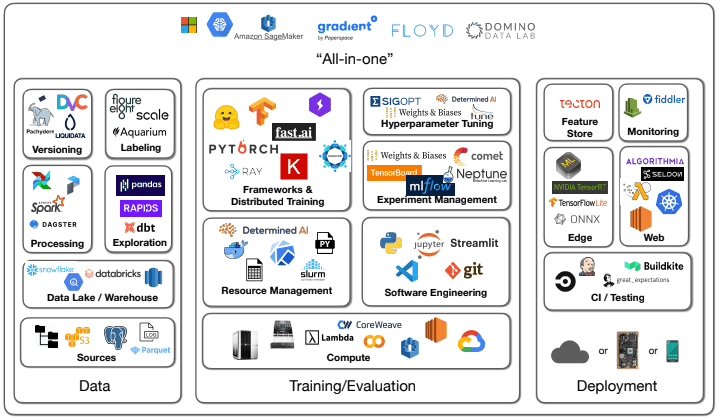 Amazon SageMaker
gradient
by Paperspace
FLOYD
DOMINO
DATA LAB
“All-in-one”
DVC
Pachyderm
LIQUIDATA
Versioning
figure
eight
scale
Aquarium
Labeling
APACHE
Spark
DAGSTER
Processing
pandas
RAPIDS
dbt
Exploration
snowflake
databricks
Data Lake / Warehouse
S3
LOG
Parquet
Sources
Data
fast.ai
PYTORCH
RAY
K
Frameworks &
Distributed Training
SIGOPT
Determined AI
Weights & Biases
tune
Hyperparameter Tuning
Weights & Biases
comet
TensorBoard
mlflow
Neptune
Experiment Management
Determined AI
PY
slurm
Resource Management
jupyter
Streamlit
git
Software Engineering
CoreWeave
Lambda
Compute
Training/Evaluation
TECTON
Feature
Store
fiddler
Monitoring
ML
NVIDIA TensorRT
TensorFlow Lite
ONNX
Edge
ALGORITHMIA
SELDON
Web
Buildkite
great_expectations
CI / Testing
or
or
Deployment